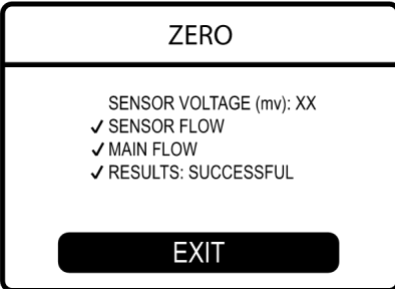 ZERO
SENSOR VOLTAGE (mv): XX
✓ SENSOR FLOW
✓ MAIN FLOW
✓ RESULTS: SUCCESSFUL
EXIT